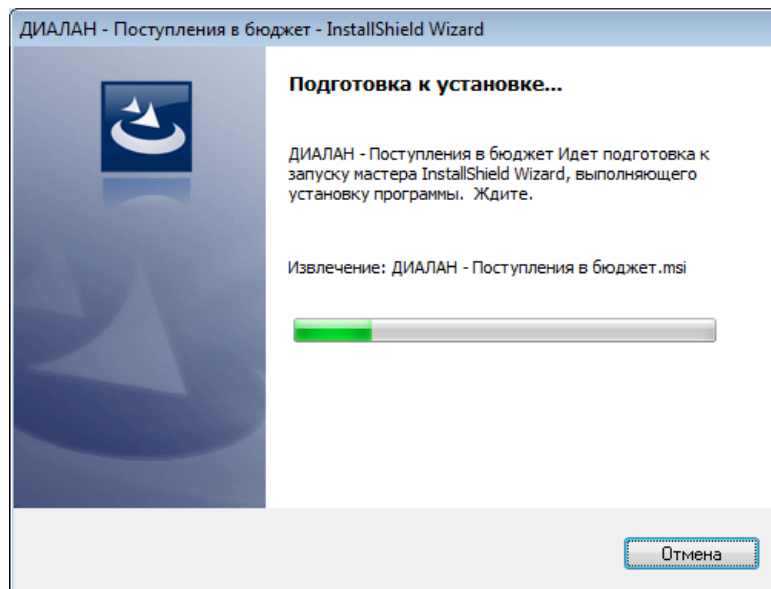 ДИАЛАН - Поступления в бюджет - InstallShield Wizard
Подготовка к установке...
ДИАЛАН - Поступления в бюджет Идет подготовка к
запуску мастера InstallShield Wizard, выполняющего
установку программы. Ждите.
Извлечение: ДИАЛАН - Поступления в бюджет.msi
Отмена